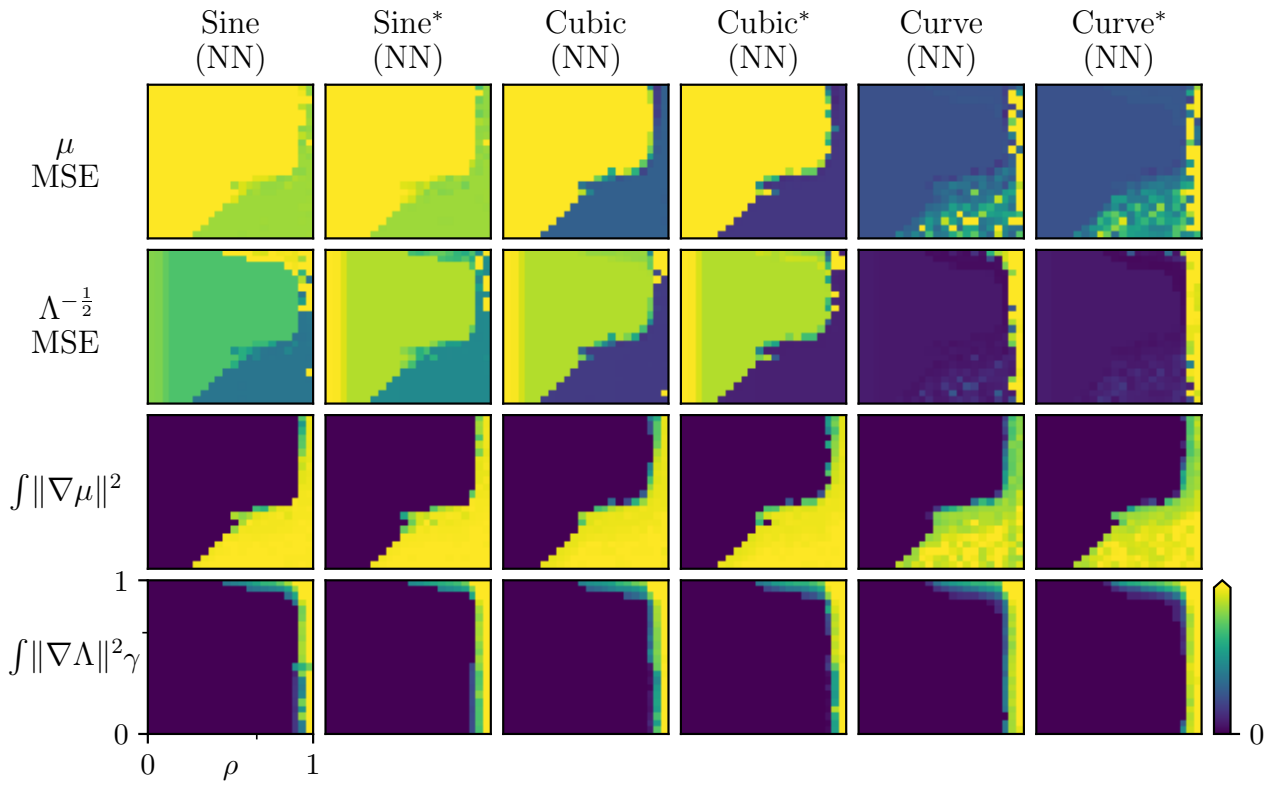 Sine Sine* Cubic Cubic* Curve Curve*
(NN) (NN) (NN) (NN) (NN) (NN)
μ
MSE
Λ^{-1/2}
MSE
∫‖∇μ‖²
∫‖∇Λ‖²γ
1
0
0 ρ 1
0